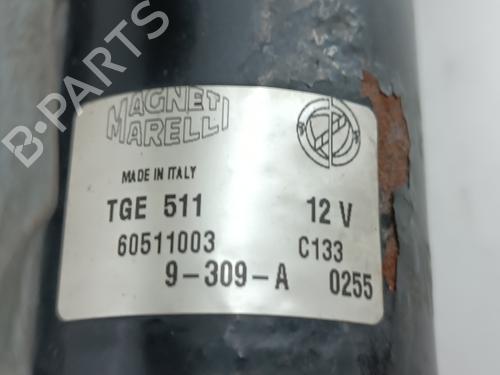 B-PARTS
MAGNETI
MARELLI
MADE IN ITALY
TGE 511 12 V
60511003 C133
9-309-A 0255